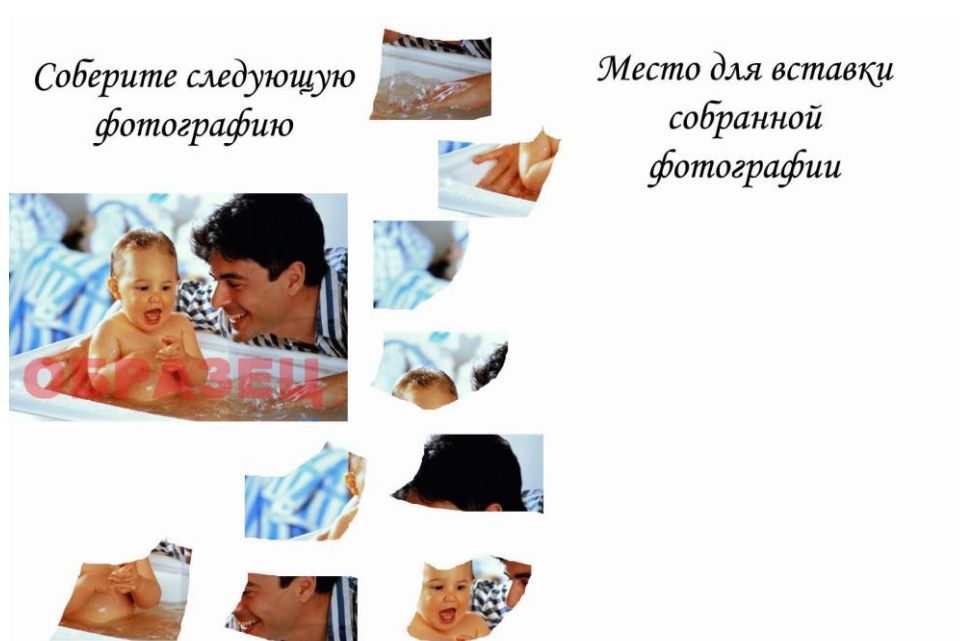 Соберите следующую
фотографию
Место для вставки
собранной
фотографии
ОБРАЗЕЦ